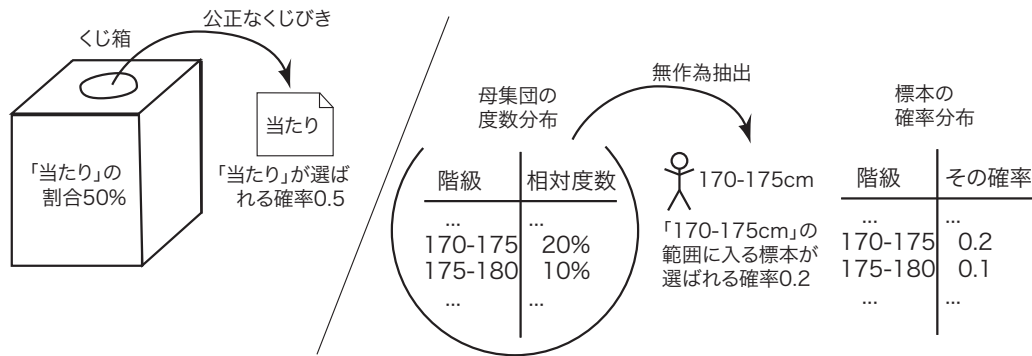 くじ箱
公正なくじびき
当たり
「当たり」の
割合50%
「当たり」が選ば
れる確率0.5
母集団の
度数分布
階級 相対度数
... ...
170-175 20%
175-180 10%
... ...
無作為抽出
170-175cm
「170-175cm」の
範囲に入る標本が
選ばれる確率0.2
標本の
確率分布
階級 その確率
... ...
170-175 0.2
175-180 0.1
... ...